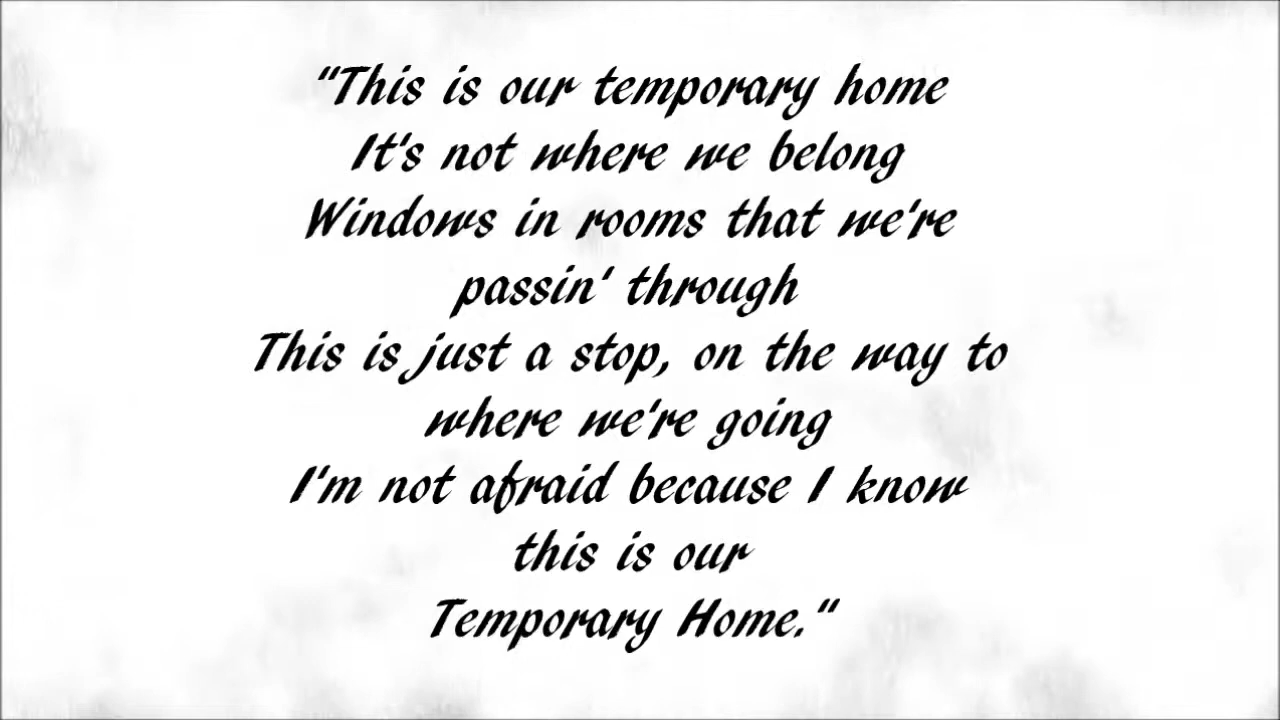 "This is our temporary home
It's not where we belong
Windows in rooms that we're
passin' through
This is just a stop, on the way to
where we're going
I'm not afraid because I know
this is our
Temporary Home."